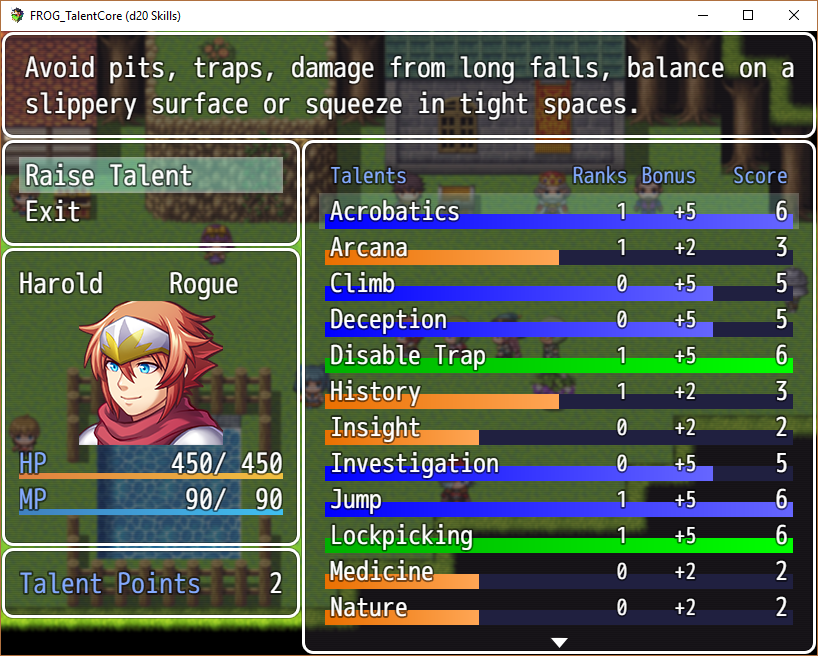 FROG_TalentCore (d20 Skills)
Avoid pits, traps, damage from long falls, balance on a
slippery surface or squeeze in tight spaces.
Raise Talent
Exit
Harold Rogue
HP 450/ 450
MP 90/ 90
Talent Points 2
Talents Ranks Bonus Score
Acrobatics 1 +5 6
Arcana 1 +2 3
Climb 0 +5 5
Deception 0 +5 5
Disable Trap 1 +5 6
History 1 +2 3
Insight 0 +2 2
Investigation 0 +5 5
Jump 1 +5 6
Lockpicking 1 +5 6
Medicine 0 +2 2
Nature 0 +2 2